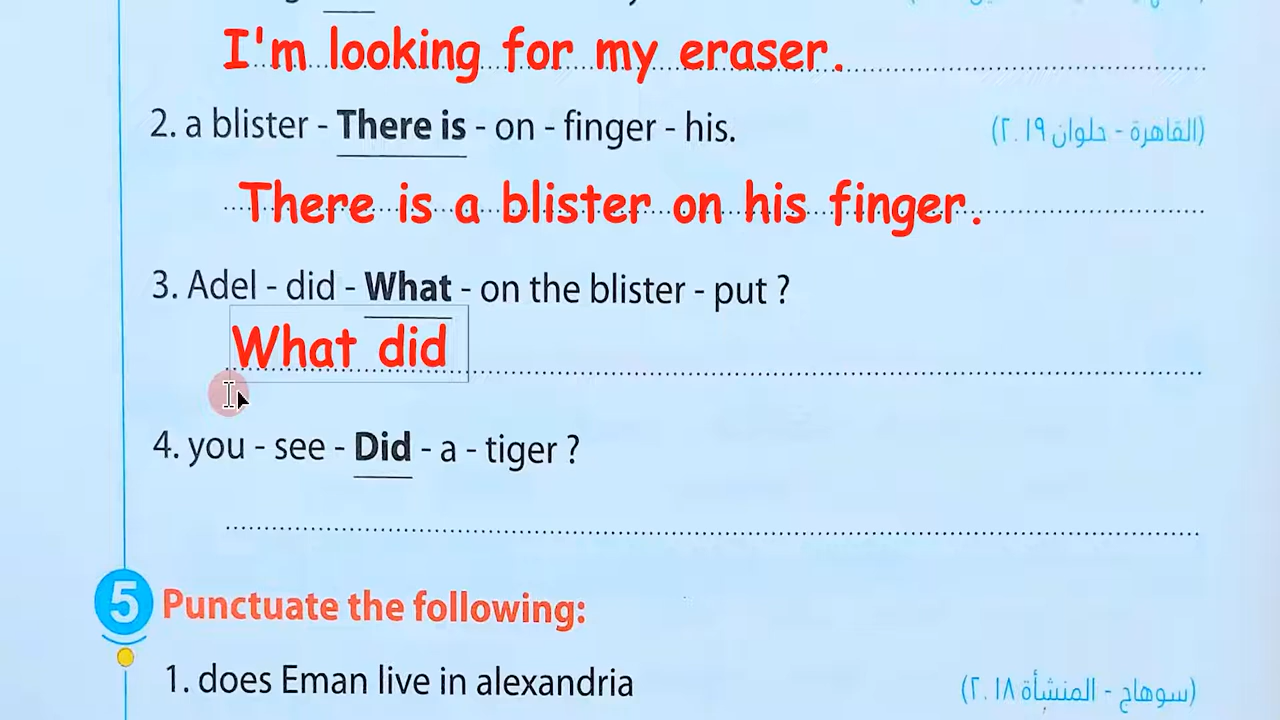 I'm looking for my eraser.
2. a blister - There is - on - finger - his. (القاهرة - حلوان ٢٠١٩)
There is a blister on his finger.
3. Adel - did - What - on the blister - put ?
What did
4. you - see - Did - a - tiger ?
5 Punctuate the following:
1. does Eman live in alexandria (سوهاج - المنشأة ٢٠١٨)